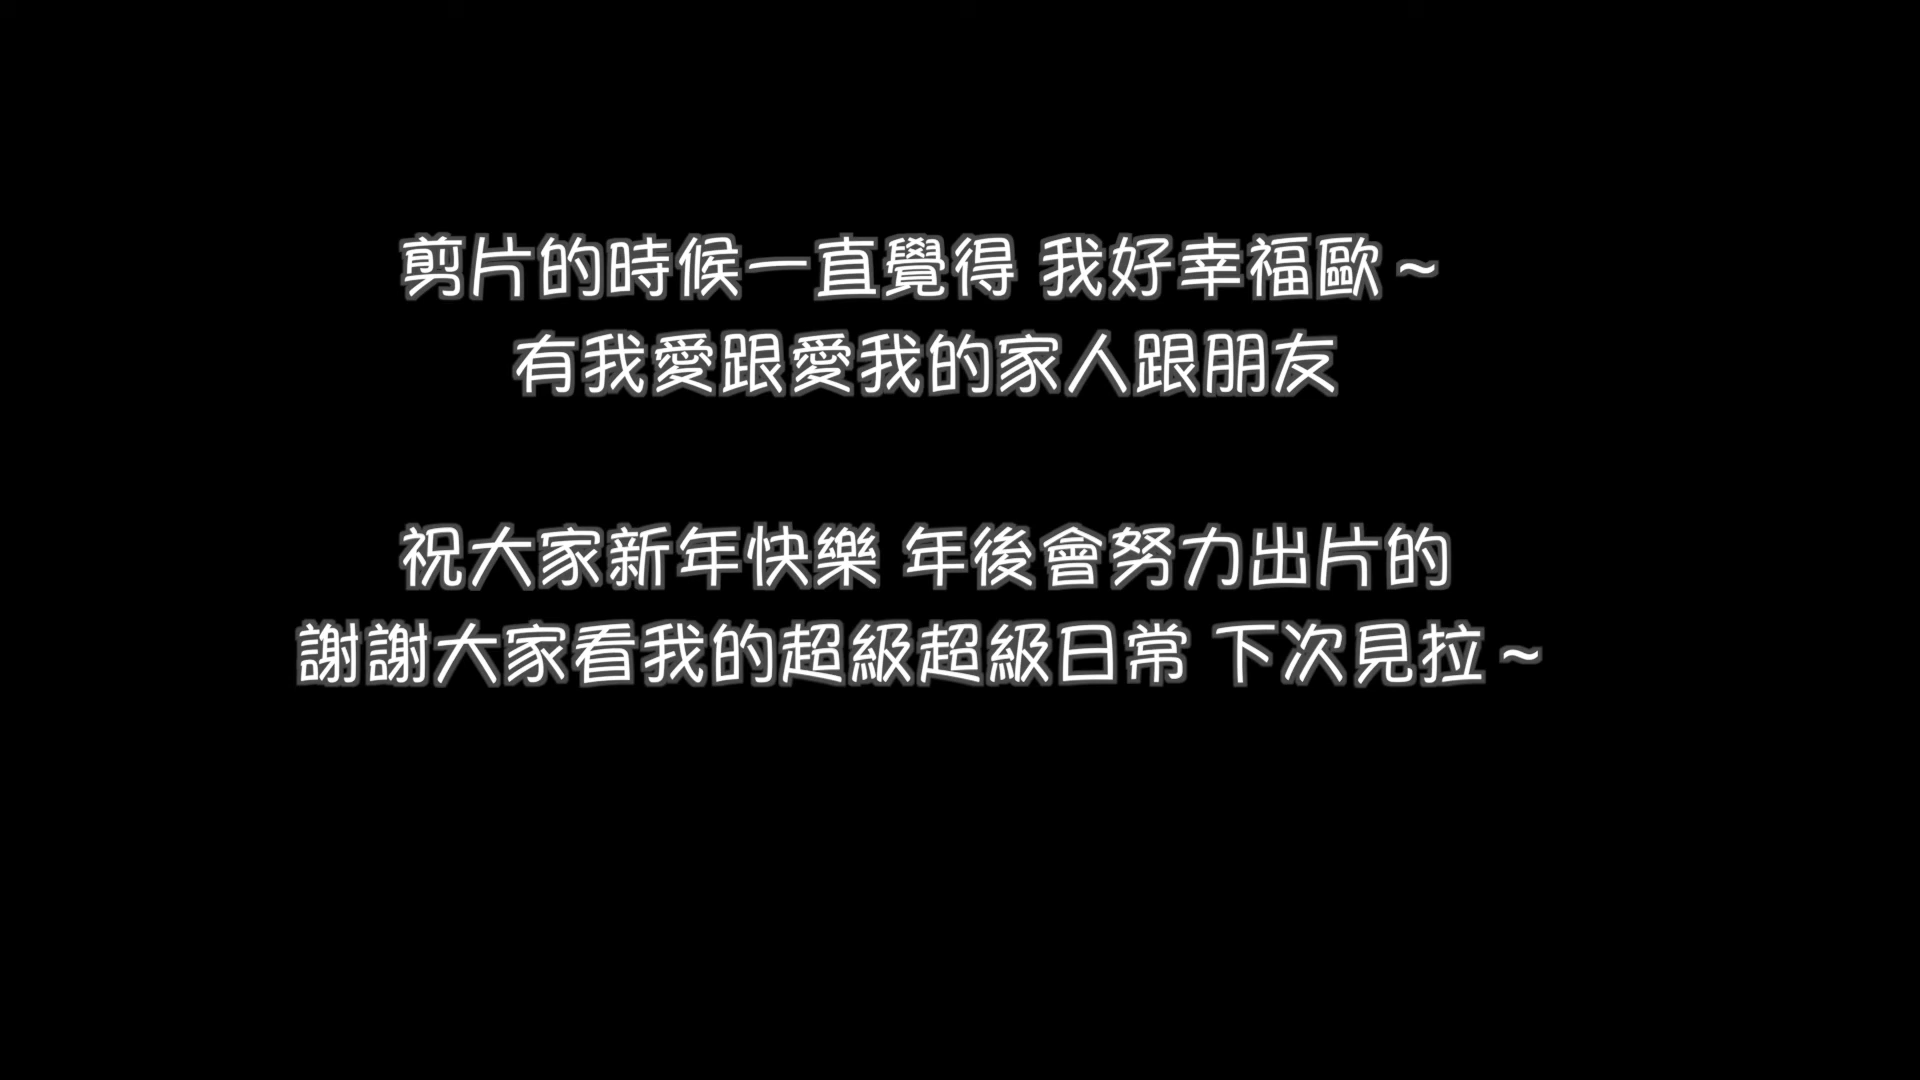 剪片的時候一直覺得 我好幸福歐~
有我愛跟愛我的家人跟朋友
祝大家新年快樂 年後會努力出片的
謝謝大家看我的超級超級日常 下次見拉~